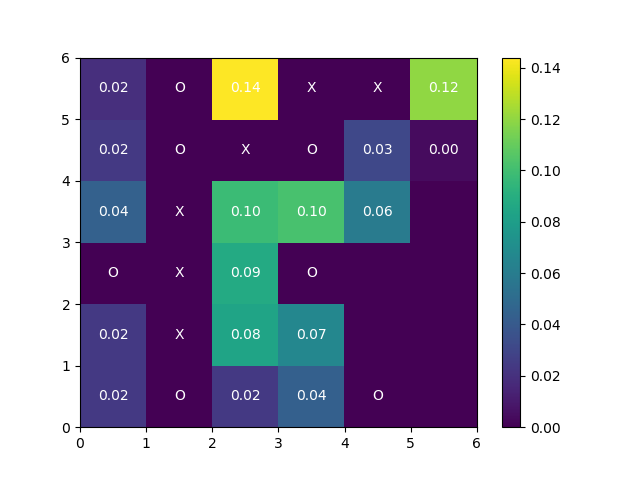 6
0.02 O 0.14 X X 0.12
5
0.02 O X O 0.03 0.00
4
0.04 X 0.10 0.10 0.06
3
O X 0.09 O
2
0.02 X 0.08 0.07
1
0.02 O 0.02 0.04 O
0
0 1 2 3 4 5 6
0.14
0.12
0.10
0.08
0.06
0.04
0.02
0.00